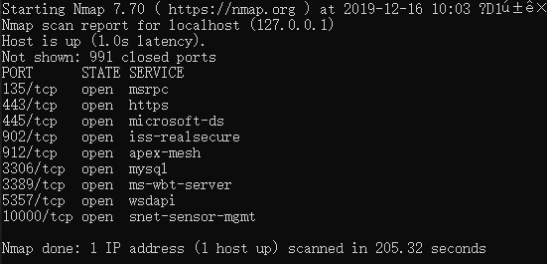 Starting Nmap 7.70 ( https://nmap.org ) at 2019-12-16 10:03 ?D1ú±ê×
Nmap scan report for localhost (127.0.0.1)
Host is up (1.0s latency).
Not shown: 991 closed ports
PORT      STATE SERVICE
135/tcp   open  msrpc
443/tcp   open  https
445/tcp   open  microsoft-ds
902/tcp   open  iss-realsecure
912/tcp   open  apex-mesh
3306/tcp  open  mysql
3389/tcp  open  ms-wbt-server
5357/tcp  open  wsdapi
10000/tcp open  snet-sensor-mgmt
Nmap done: 1 IP address (1 host up) scanned in 205.32 seconds